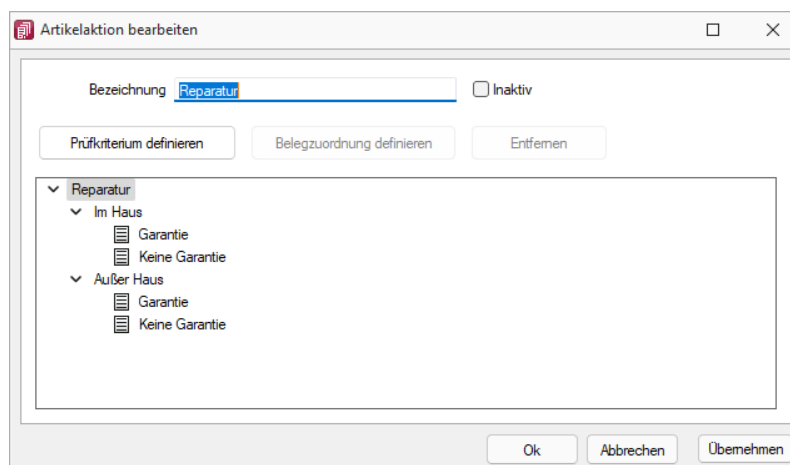 Artikelaktion bearbeiten
Bezeichnung Reparatur Inaktiv
Prüfkriterium definieren Belegzuordnung definieren Entfernen
Reparatur
Im Haus
Garantie
Keine Garantie
Außer Haus
Garantie
Keine Garantie
Ok Abbrechen Übernehmen